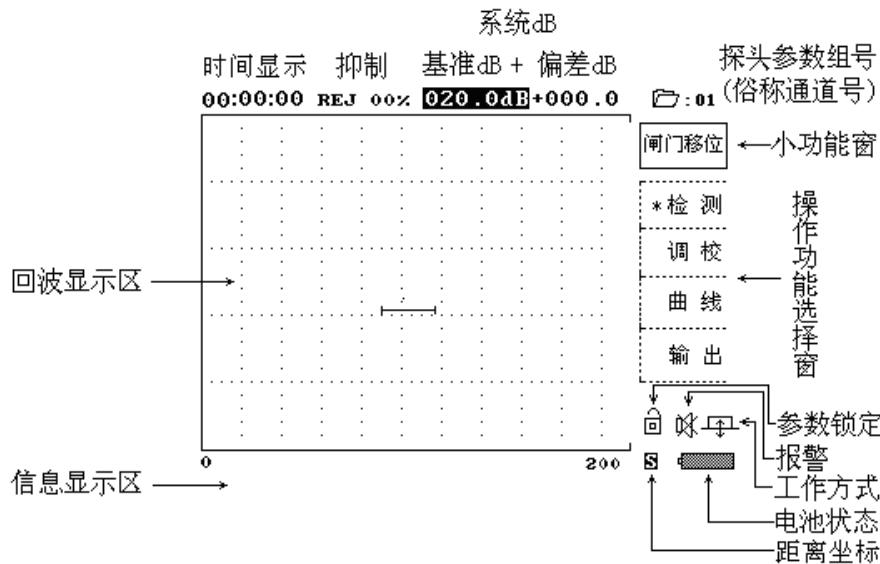 系统dB
时间显示 抑制 基准dB + 偏差dB 探头参数组号
(俗称通道号)
00:00:00 REJ 00% 020.0dB+000.0 :01
闸门移位 小功能窗
*检 测
调 校
曲 线
输 出
操作功能选择窗
回波显示区
参数锁定
0 200 S 报警
信息显示区 工作方式
电池状态
距离坐标